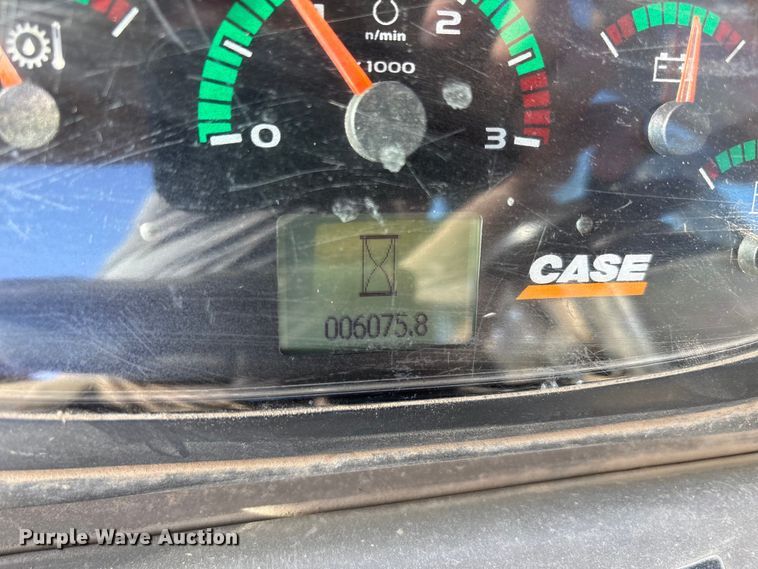 1
2
n/min
x1000
0
3
CASE
006075.8
Purple Wave Auction